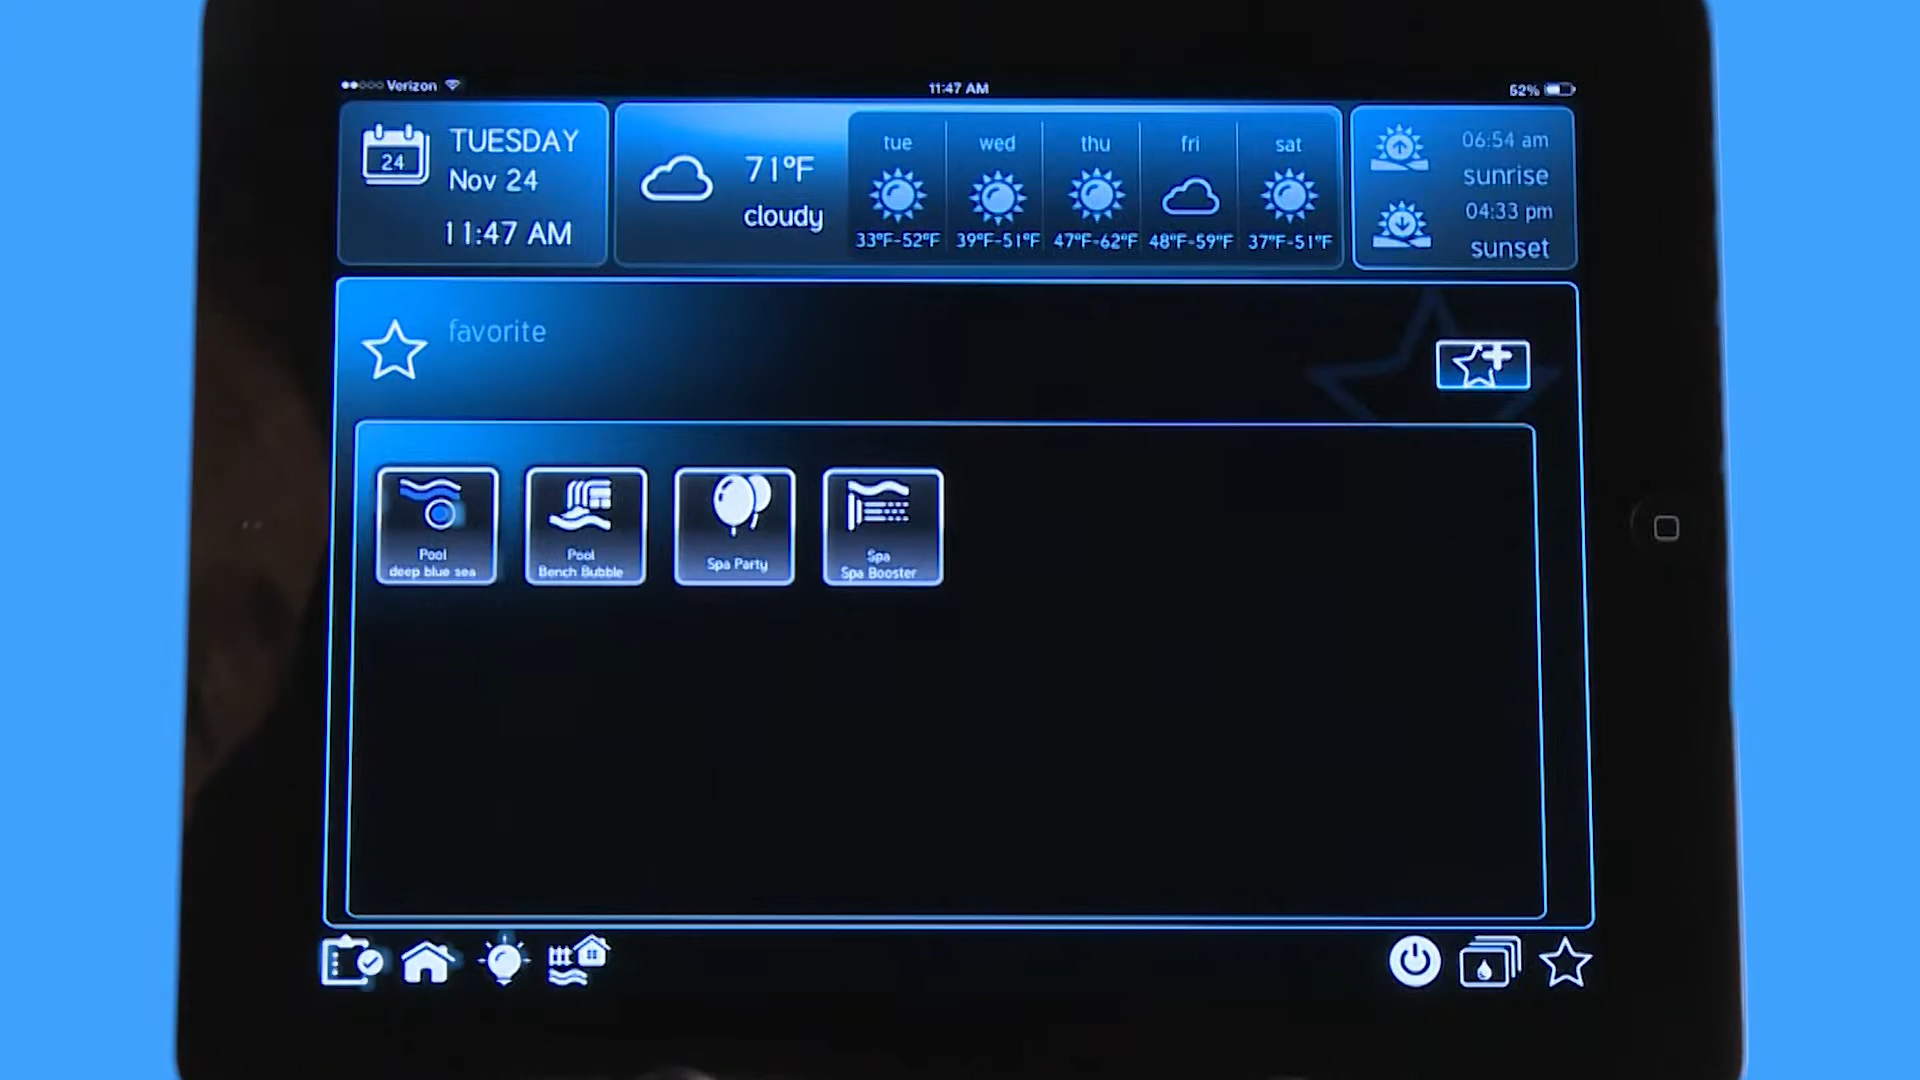 Verizon
11:47 AM
52%
24
TUESDAY
Nov 24
11:47 AM
71°F
cloudy
tue
33°F-52°F
wed
39°F-51°F
thu
47°F-62°F
fri
48°F-59°F
sat
37°F-51°F
06:54 am
sunrise
04:33 pm
sunset
favorite
Pool
deep blue sea
Pool
Bench Bubble
Spa Party
Spa
Spa Booster